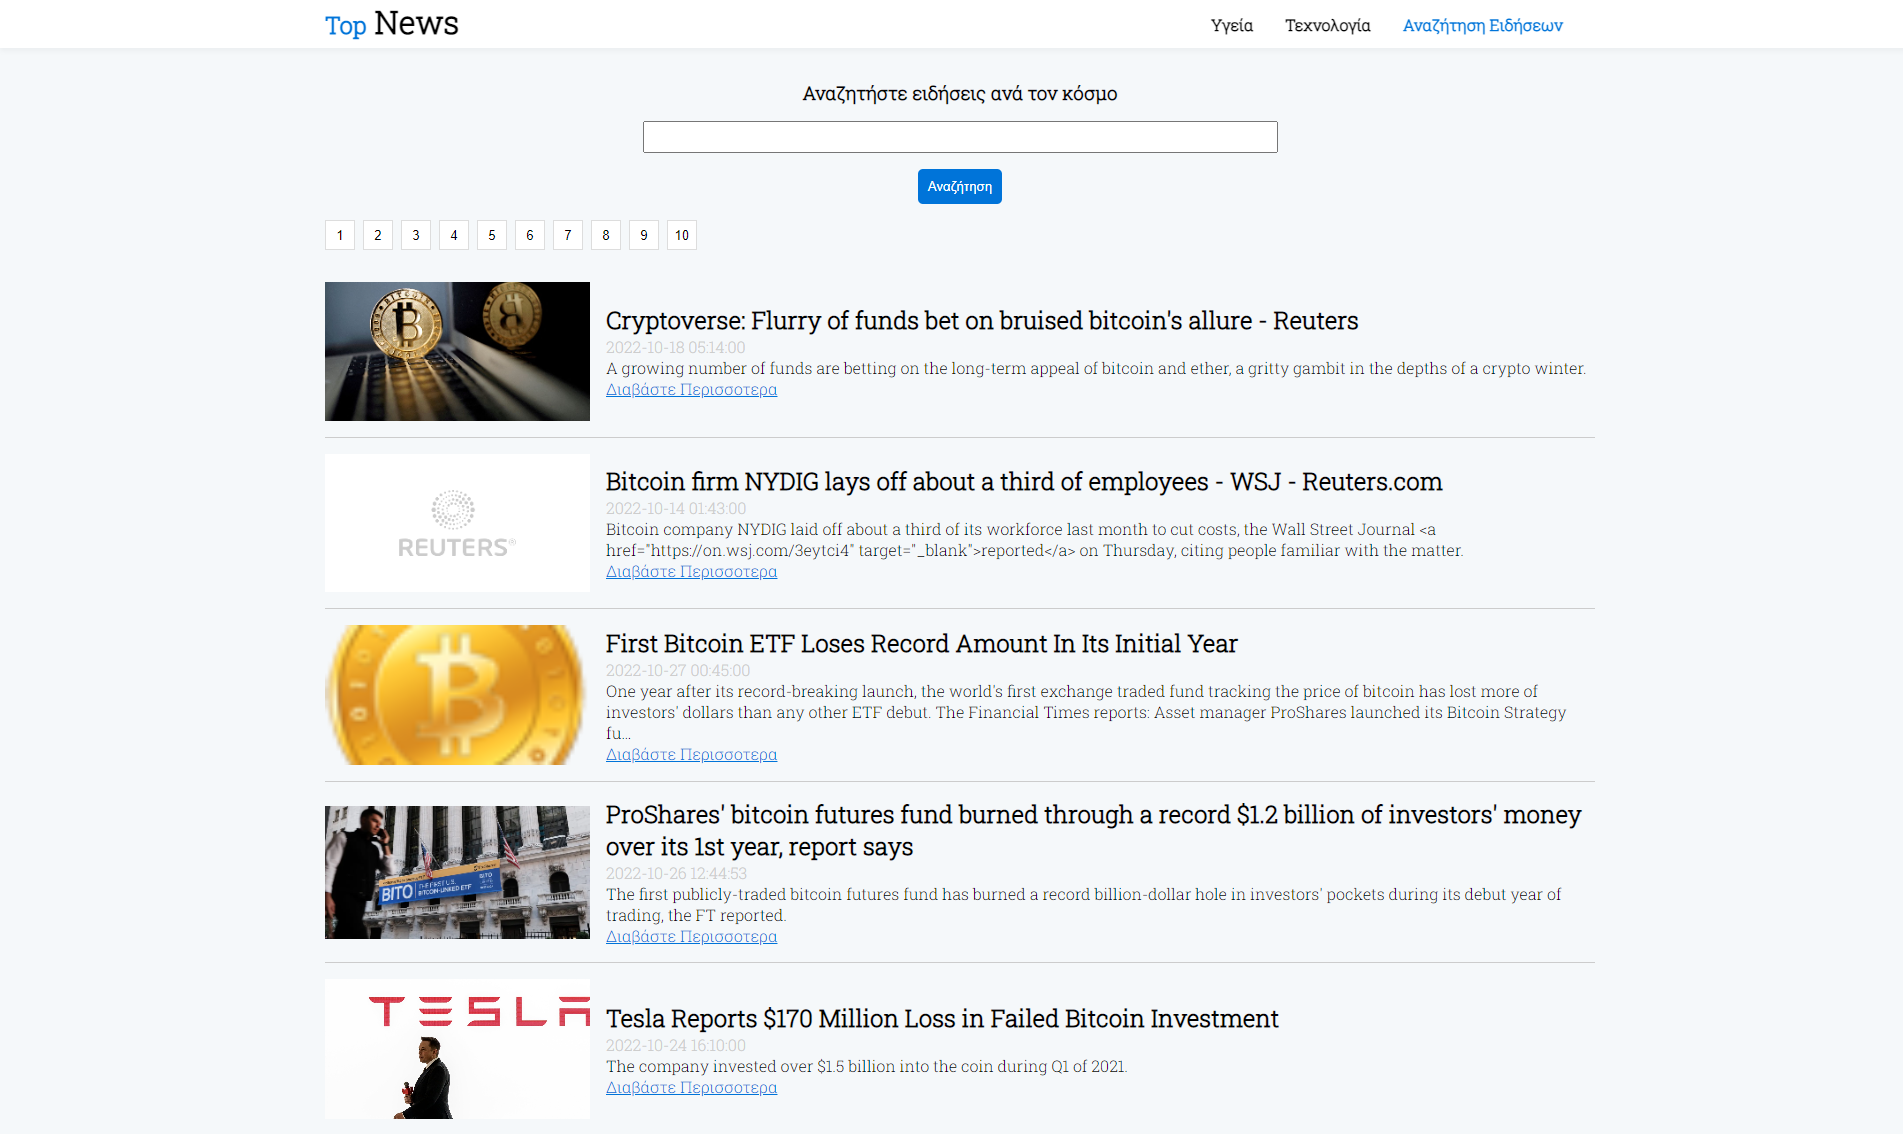 Top News
Υγεία
Τεχνολογία
Αναζήτηση Ειδήσεων
Αναζητήστε ειδήσεις ανά τον κόσμο
Αναζήτηση
1 2 3 4 5 6 7 8 9 10
BITCOIN
Cryptoverse: Flurry of funds bet on bruised bitcoin's allure - Reuters
2022-10-18 05:14:00
A growing number of funds are betting on the long-term appeal of bitcoin and ether, a gritty gambit in the depths of a crypto winter.
Διαβάστε Περισσοτερα
REUTERS®
Bitcoin firm NYDIG lays off about a third of employees - WSJ - Reuters.com
2022-10-14 01:43:00
Bitcoin company NYDIG laid off about a third of its workforce last month to cut costs, the Wall Street Journal <a
href="https://on.wsj.com/3eytci4" target="_blank">reported</a> on Thursday, citing people familiar with the matter.
Διαβάστε Περισσοτερα
First Bitcoin ETF Loses Record Amount In Its Initial Year
2022-10-27 00:45:00
One year after its record-breaking launch, the world's first exchange traded fund tracking the price of bitcoin has lost more of
investors' dollars than any other ETF debut. The Financial Times reports: Asset manager ProShares launched its Bitcoin Strategy
fu...
Διαβάστε Περισσοτερα
BITO THE FIRST U.S.
BITCOIN-LINKED ETF
BITO
ProShares' bitcoin futures fund burned through a record $1.2 billion of investors' money
over its 1st year, report says
2022-10-26 12:44:53
The first publicly-traded bitcoin futures fund has burned a record billion-dollar hole in investors' pockets during its debut year of
trading, the FT reported.
Διαβάστε Περισσοτερα
TESLA
Tesla Reports $170 Million Loss in Failed Bitcoin Investment
2022-10-24 16:10:00
The company invested over $1.5 billion into the coin during Q1 of 2021.
Διαβάστε Περισσοτερα